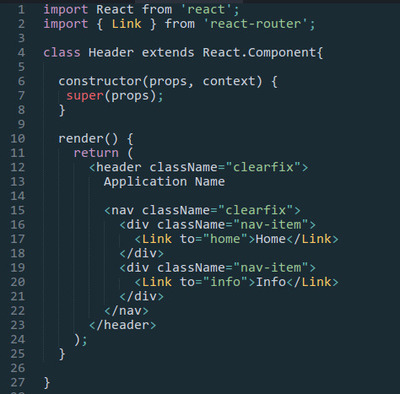 1 import React from 'react';
2 import { Link } from 'react-router';
3
4 class Header extends React.Component{
5
6   constructor(props, context) {
7    super(props);
8   }
9
10   render() {
11     return (
12       <header className="clearfix">
13         Application Name
14
15         <nav className="clearfix">
16           <div className="nav-item">
17             <Link to="home">Home</Link>
18           </div>
19           <div className="nav-item">
20             <Link to="info">Info</Link>
21           </div>
22         </nav>
23       </header>
24     );
25   }
26
27 }